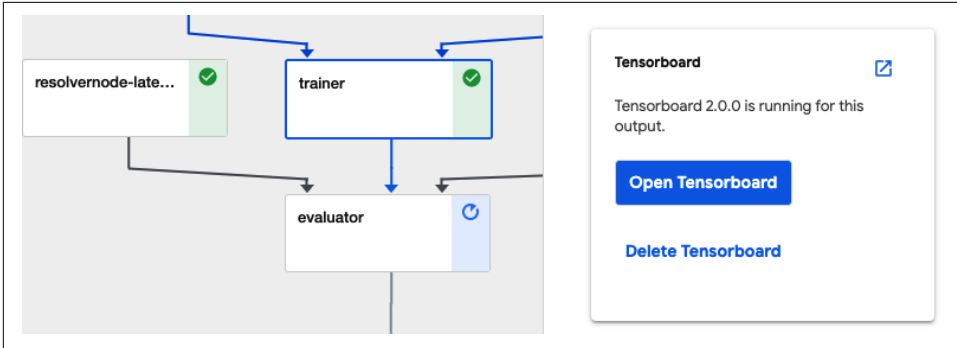 resolvernode-late...
trainer
evaluator
Tensorboard
Tensorboard 2.0.0 is running for this
output.
Open Tensorboard
Delete Tensorboard